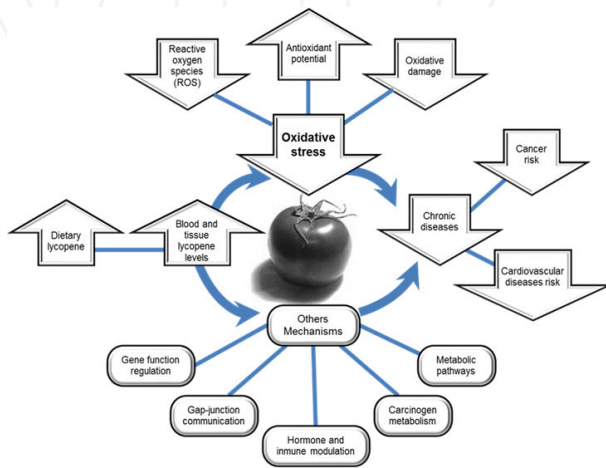 Reactive
oxygen
species
(ROS)
Antioxidant
potential
Oxidative
damage
Oxidative
stress
Cancer
risk
Dietary
lycopene
Blood and
tissue
lycopene
levels
Chronic
diseases
Cardiovascular
diseases risk
Others
Mechanisms
Gene function
regulation
Metabolic
pathways
Gap-junction
communication
Carcinogen
metabolism
Hormone and
inmune modulation